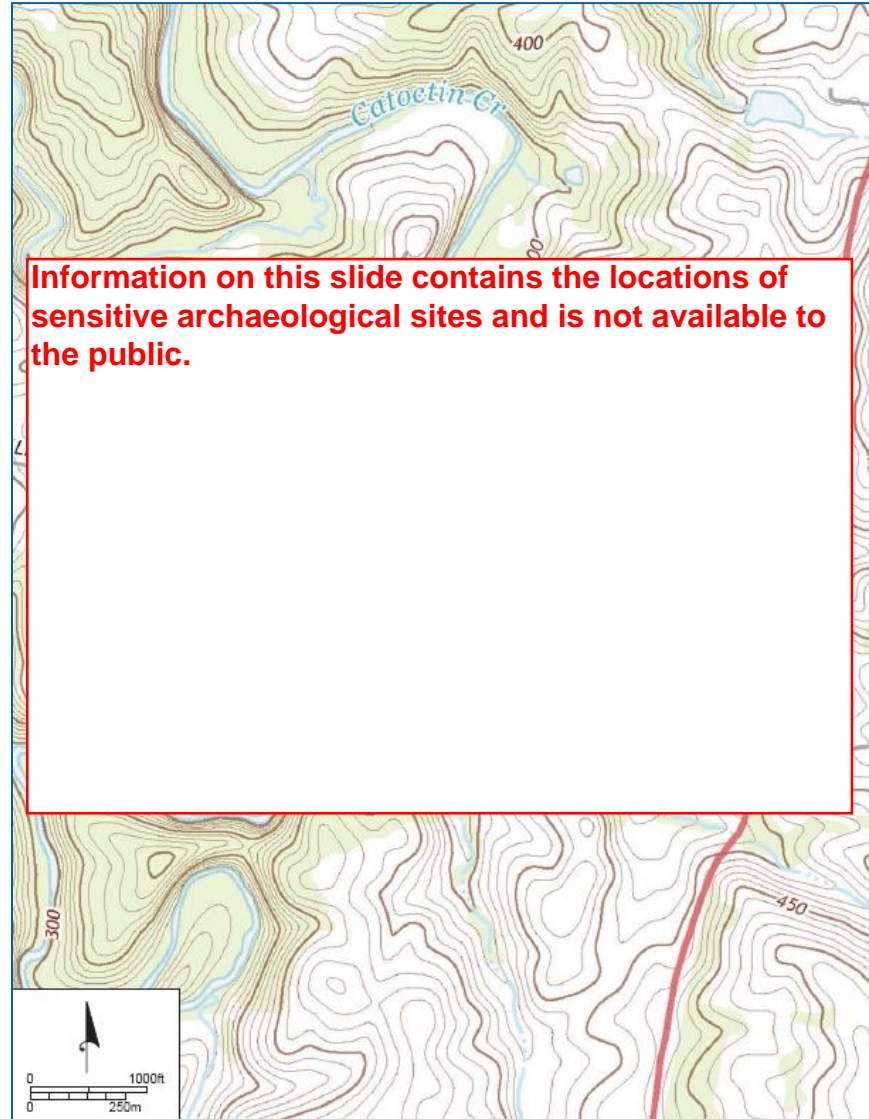 400
Catoctin Cr
00
Information on this slide contains the locations of
sensitive archaeological sites and is not available to
the public.
L
300
450
0 1000ft
0 250m